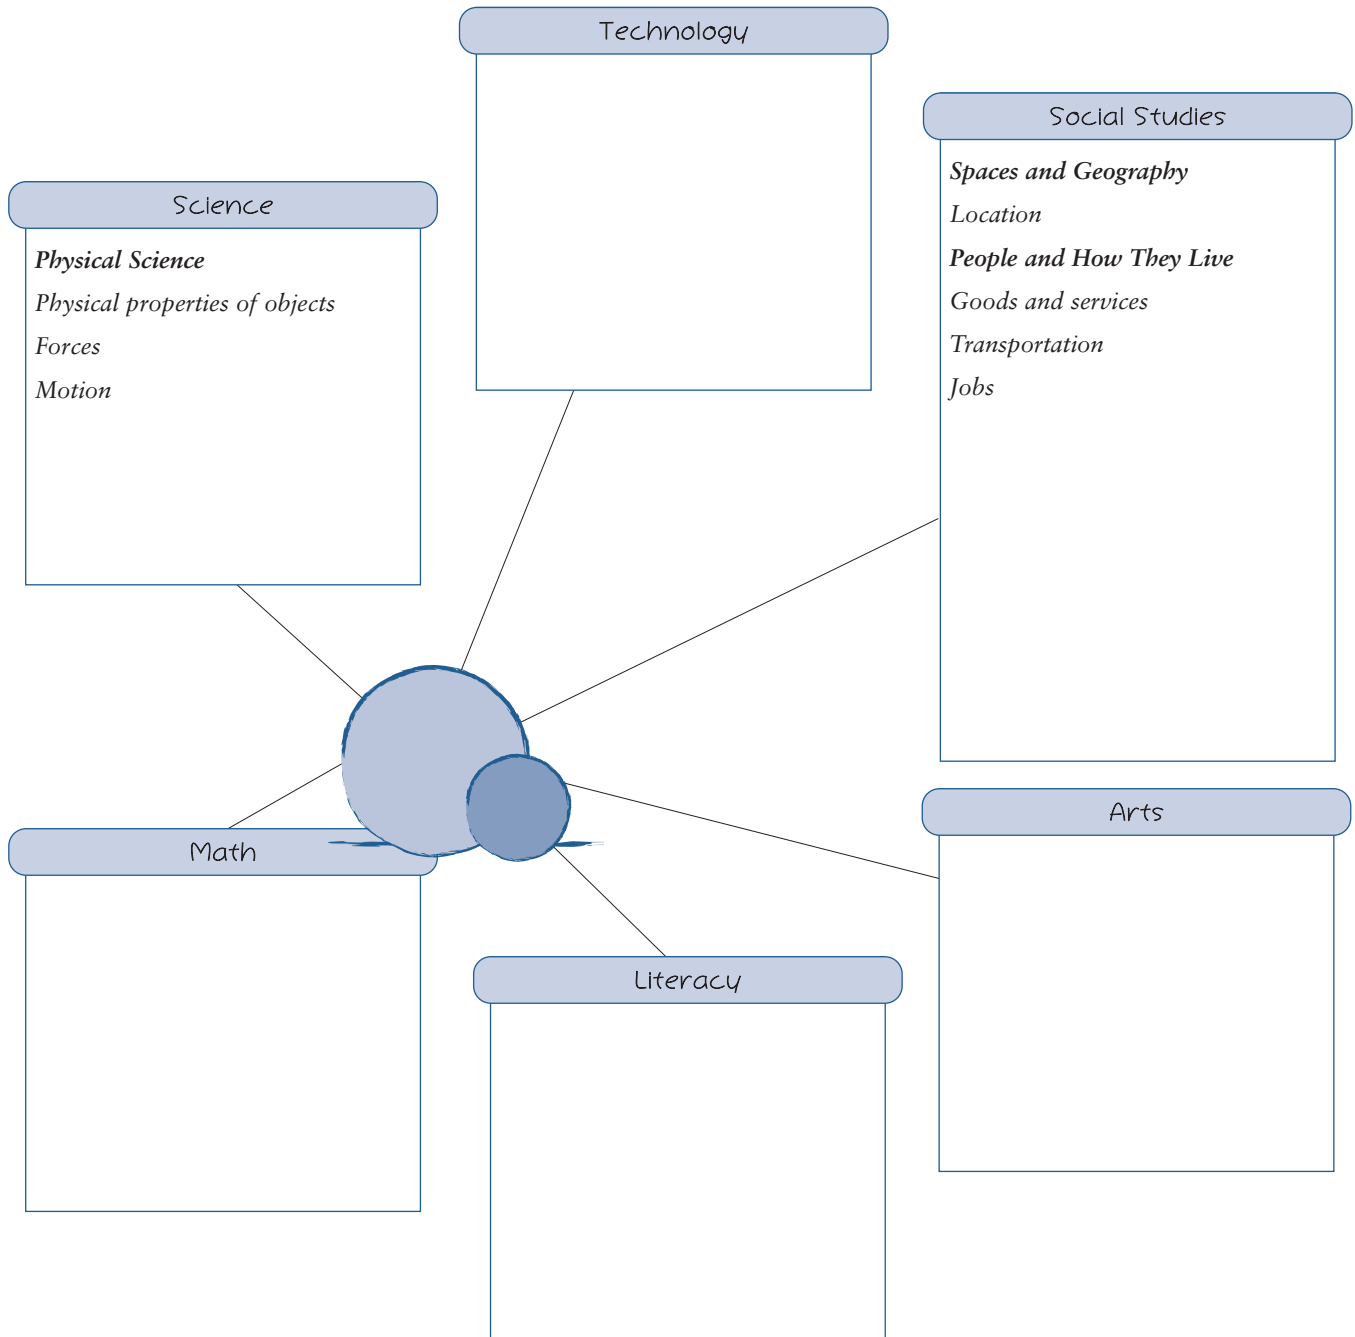 Technology
Social Studies
Spaces and Geography
Location
People and How They Live
Goods and services
Transportation
Jobs
Science
Physical Science
Physical properties of objects
Forces
Motion
Math
Arts
Literacy